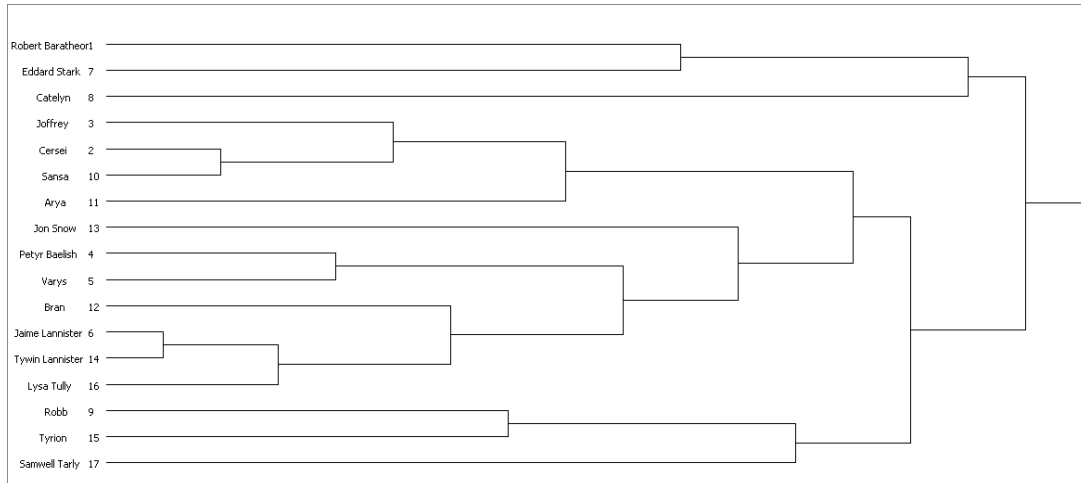 Robert Baratheor1
Eddard Stark 7
Catelyn 8
Joffrey 3
Cersei 2
Sansa 10
Arya 11
Jon Snow 13
Petyr Baelish 4
Varys 5
Bran 12
Jaime Lannister 6
Tywin Lannister 14
Lysa Tully 16
Robb 9
Tyrion 15
Samwell Tarly 17